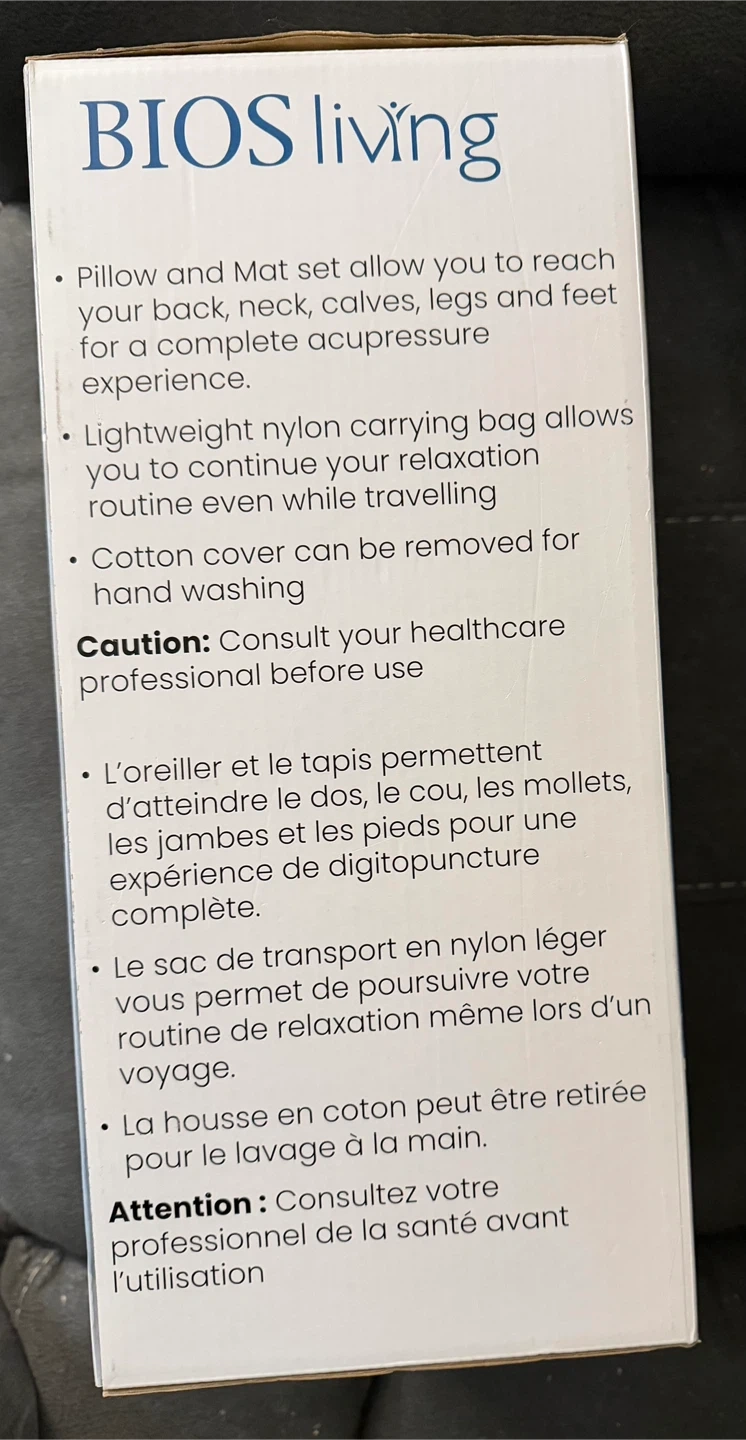 BIOS living
• Pillow and Mat set allow you to reach
your back, neck, calves, legs and feet
for a complete acupressure
experience.
• Lightweight nylon carrying bag allows
you to continue your relaxation
routine even while travelling
• Cotton cover can be removed for
hand washing
Caution: Consult your healthcare
professional before use
• L'oreiller et le tapis permettent
d'atteindre le dos, le cou, les mollets,
les jambes et les pieds pour une
expérience de digitopuncture
complète.
• Le sac de transport en nylon léger
vous permet de poursuivre votre
routine de relaxation même lors d'un
voyage.
• La housse en coton peut être retirée
pour le lavage à la main.
Attention : Consultez votre
professionnel de la santé avant
l'utilisation